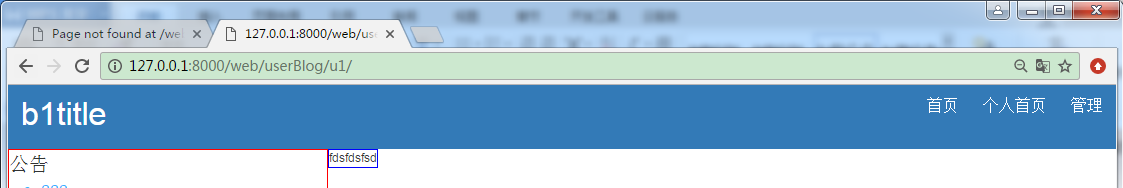 Page not found at /web
127.0.0.1:8000/web/use
127.0.0.1:8000/web/userBlog/u1/
b1title
首页 个人首页 管理
公告
fdsfdsfsd